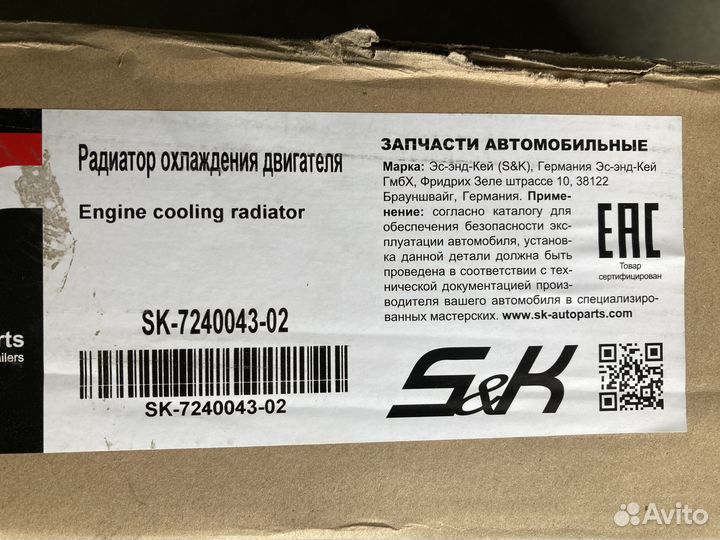 Радиатор охлаждения двигателя
Engine cooling radiator
SK-7240043-02
SK-7240043-02
rts
ailers
ЗАПЧАСТИ АВТОМОБИЛЬНЫЕ
Марка: Эс-энд-Кей (S&K), Германия Эс-энд-Кей
ГмбХ, Фридрих Зеле штрассе 10, 38122
Брауншвайг, Германия. Приме-
нение: согласно каталогу для
обеспечения безопасности экс-
плуатации автомобиля, установ-
ка данной детали должна быть
проведена в соответствии с тех-
нической документацией произ-
водителя вашего автомобиля в специализиро-
ванных мастерских. www.sk-autoparts.com
EAC
Товар
сертифицирован
S&K
Avito